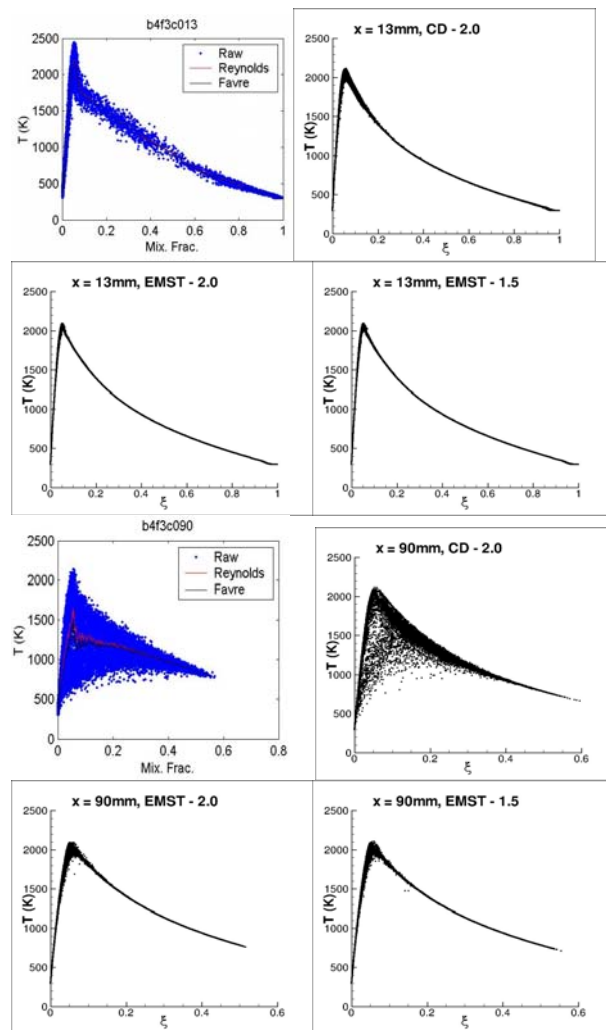 b4f3c013
2500
2000
1500
1000
500
0
T (K)
Raw
Reynolds
Favre
0.0
0.2
0.4
0.6
0.8
1
Mix. Frac.
x = 13mm, CD - 2.0
2500
2000
1500
1000
500
0
T (K)
0
0.2
0.4
0.6
0.8
1
ξ
x = 13mm, EMST - 2.0
2500
2000
1500
1000
500
0
T (K)
0
0.2
0.4
0.6
0.8
1
ξ
x = 13mm, EMST - 1.5
2500
2000
1500
1000
500
0
T (K)
0
0.2
0.4
0.6
0.8
1
ξ
b4f3c090
2500
2000
1500
1000
500
0
T (K)
Raw
Reynolds
Favre
0.0
0.2
0.4
0.6
0.8
Mix. Frac.
x = 90mm, CD - 2.0
2500
2000
1500
1000
500
0
T (K)
0
0.2
0.4
0.6
ξ
x = 90mm, EMST - 2.0
2500
2000
1500
1000
500
0
T (K)
0
0.2
0.4
0.6
ξ
x = 90mm, EMST - 1.5
2500
2000
1500
1000
500
0
T (K)
0
0.2
0.4
0.6
ξ